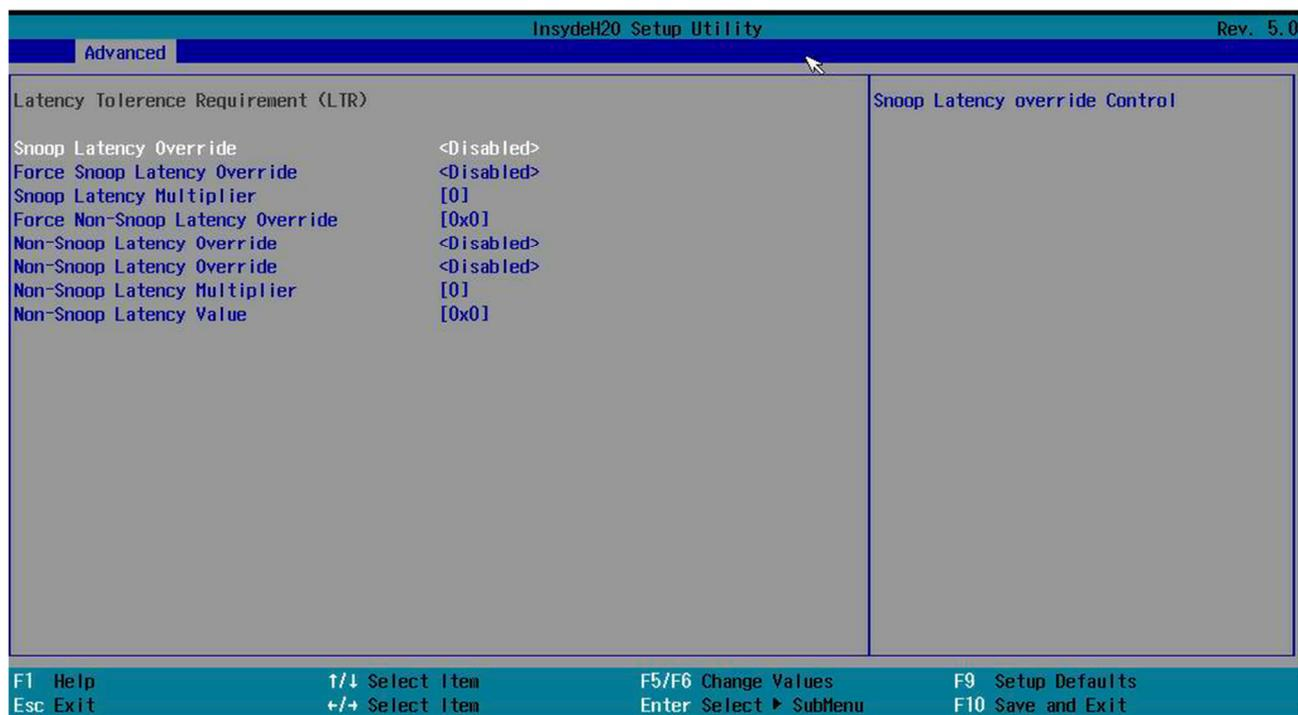 InsydeH2O Setup Utility Rev. 5.0
Advanced
Latency Tolerence Requirement (LTR)
Snoop Latency override Control
Snoop Latency Override <Disabled>
Force Snoop Latency Override <Disabled>
Snoop Latency Multiplier [0]
Force Non-Snoop Latency Override [0x0]
Non-Snoop Latency Override <Disabled>
Non-Snoop Latency Override <Disabled>
Non-Snoop Latency Multiplier [0]
Non-Snoop Latency Value [0x0]
F1 Help ↑/↓ Select Item F5/F6 Change Values F9 Setup Defaults
Esc Exit ←/→ Select Item Enter Select ▶ SubMenu F10 Save and Exit